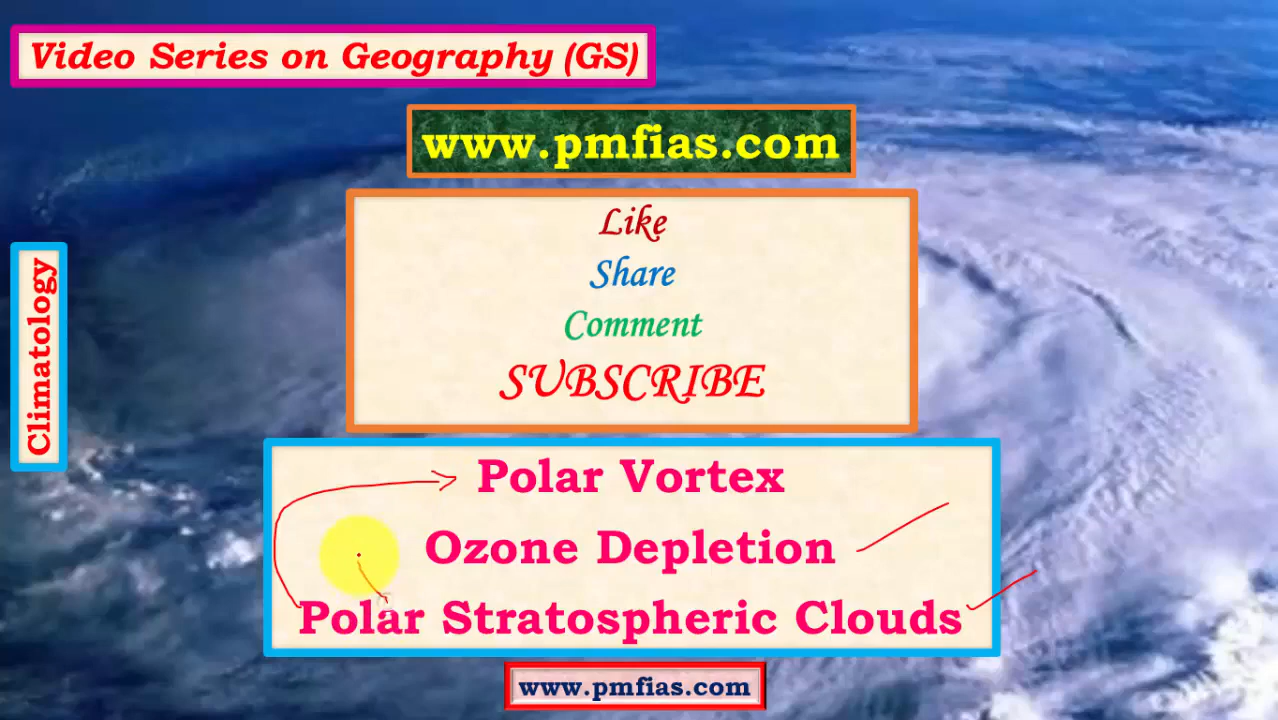 Video Series on Geography (GS)
www.pmfias.com
Like
Share
Comment
SUBSCRIBE
Climatology
Polar Vortex
Ozone Depletion
Polar Stratospheric Clouds
www.pmfias.com